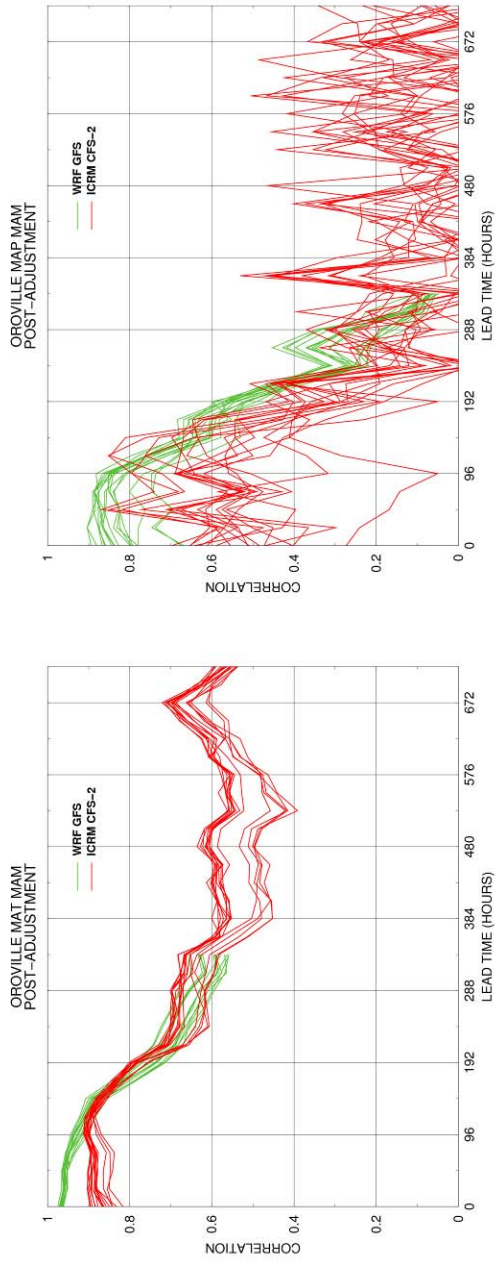 OROVILLE MAT MAM
POST-ADJUSTMENT
WRF GFS
ICRM CFS-2
CORRELATION
1
0.8
0.6
0.4
0.2
0
0
96
192
288
384
480
576
672
LEAD TIME (HOURS)
OROVILLE MAP MAM
POST-ADJUSTMENT
WRF GFS
ICRM CFS-2
CORRELATION
1
0.8
0.6
0.4
0.2
0
0
96
192
288
384
480
576
672
LEAD TIME (HOURS)